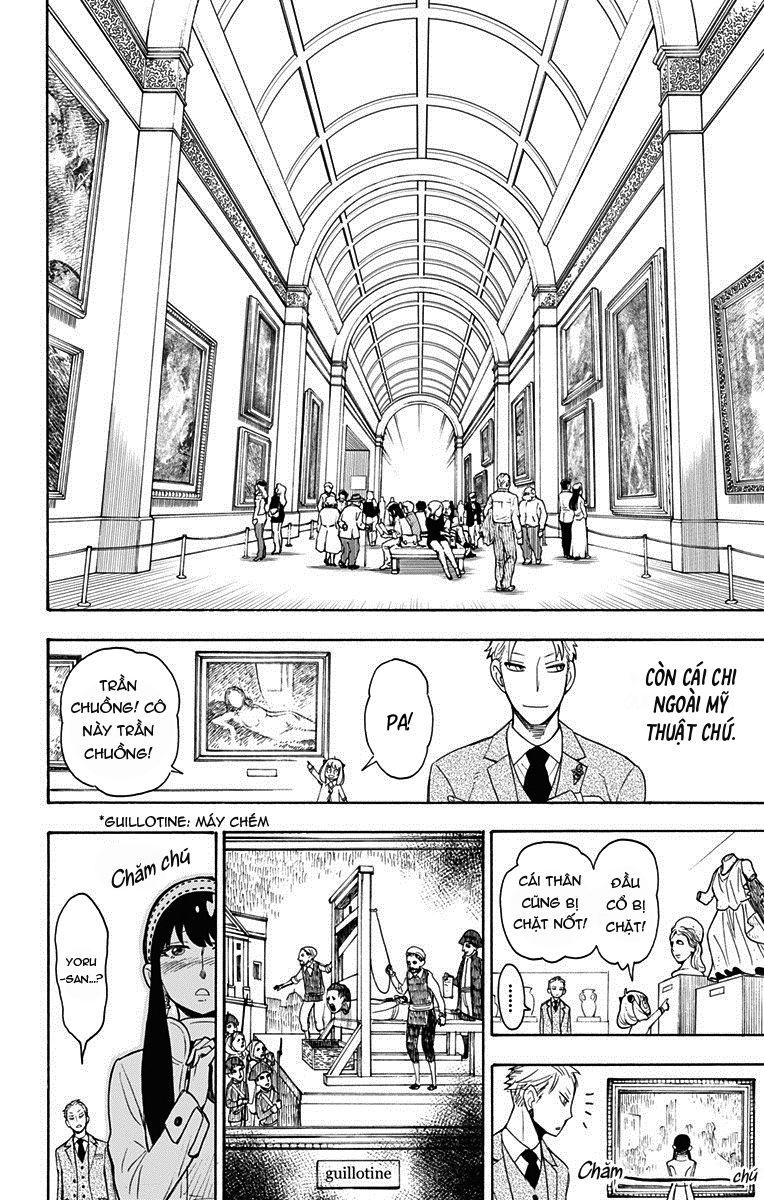 CÒN CÁI CHI
NGOÀI MỸ
THUẬT CHỨ.
PA!
TRẦN
CHUỒNG! CÔ
NÀY TRẦN
CHUỒNG!
ĐẦU
CỔ BỊ
CHẶT!
CÁI THÂN
CŨNG BỊ
CHẶT NỐT!
......
Chăm
chú
*GUILLOTINE: MÁY CHÉM
guillotine
Chăm chú
YORU
-SAN...?